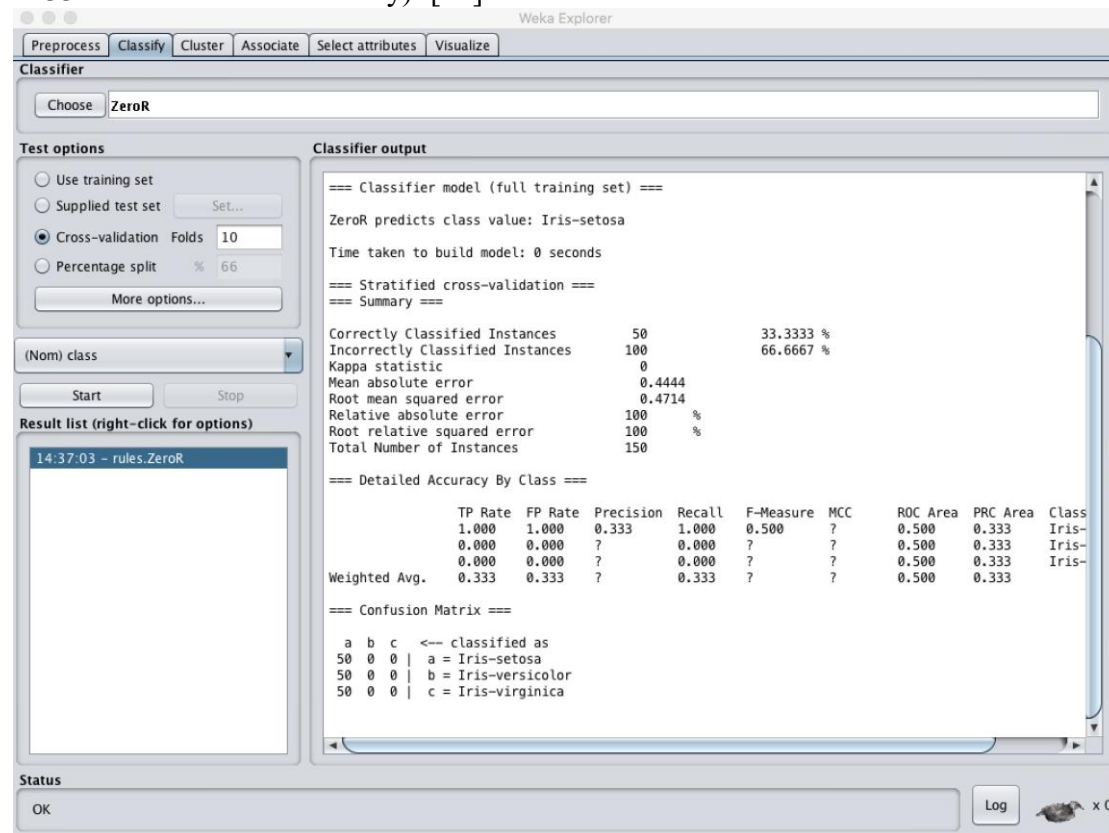 Weka Explorer
Preprocess Classify Cluster Associate Select attributes Visualize
Classifier
Choose ZeroR
Test options
Use training set
Supplied test set Set...
Cross-validation Folds 10
Percentage split % 66
More options...
(Nom) class
Start Stop
Result list (right-click for options)
14:37:03 – rules.ZeroR
Classifier output
=== Classifier model (full training set) ===
ZeroR predicts class value: Iris-setosa
Time taken to build model: 0 seconds
=== Stratified cross-validation ===
=== Summary ===
Correctly Classified Instances 50 33.3333 %
Incorrectly Classified Instances 100 66.6667 %
Kappa statistic 0
Mean absolute error 0.4444
Root mean squared error 0.4714
Relative absolute error 100 %
Root relative squared error 100 %
Total Number of Instances 150
=== Detailed Accuracy By Class ===
TP Rate FP Rate Precision Recall F-Measure MCC ROC Area PRC Area Class
1.000 1.000 0.333 1.000 0.500 ? 0.500 0.333 Iris-
0.000 0.000 ? 0.000 ? ? 0.500 0.333 Iris-
0.000 0.000 ? 0.000 ? ? 0.500 0.333 Iris-
Weighted Avg. 0.333 0.333 ? 0.333 ? ? 0.500 0.333
=== Confusion Matrix ===
a b c <-- classified as
50 0 0 | a = Iris-setosa
50 0 0 | b = Iris-versicolor
50 0 0 | c = Iris-virginica
Status
OK
Log x 0